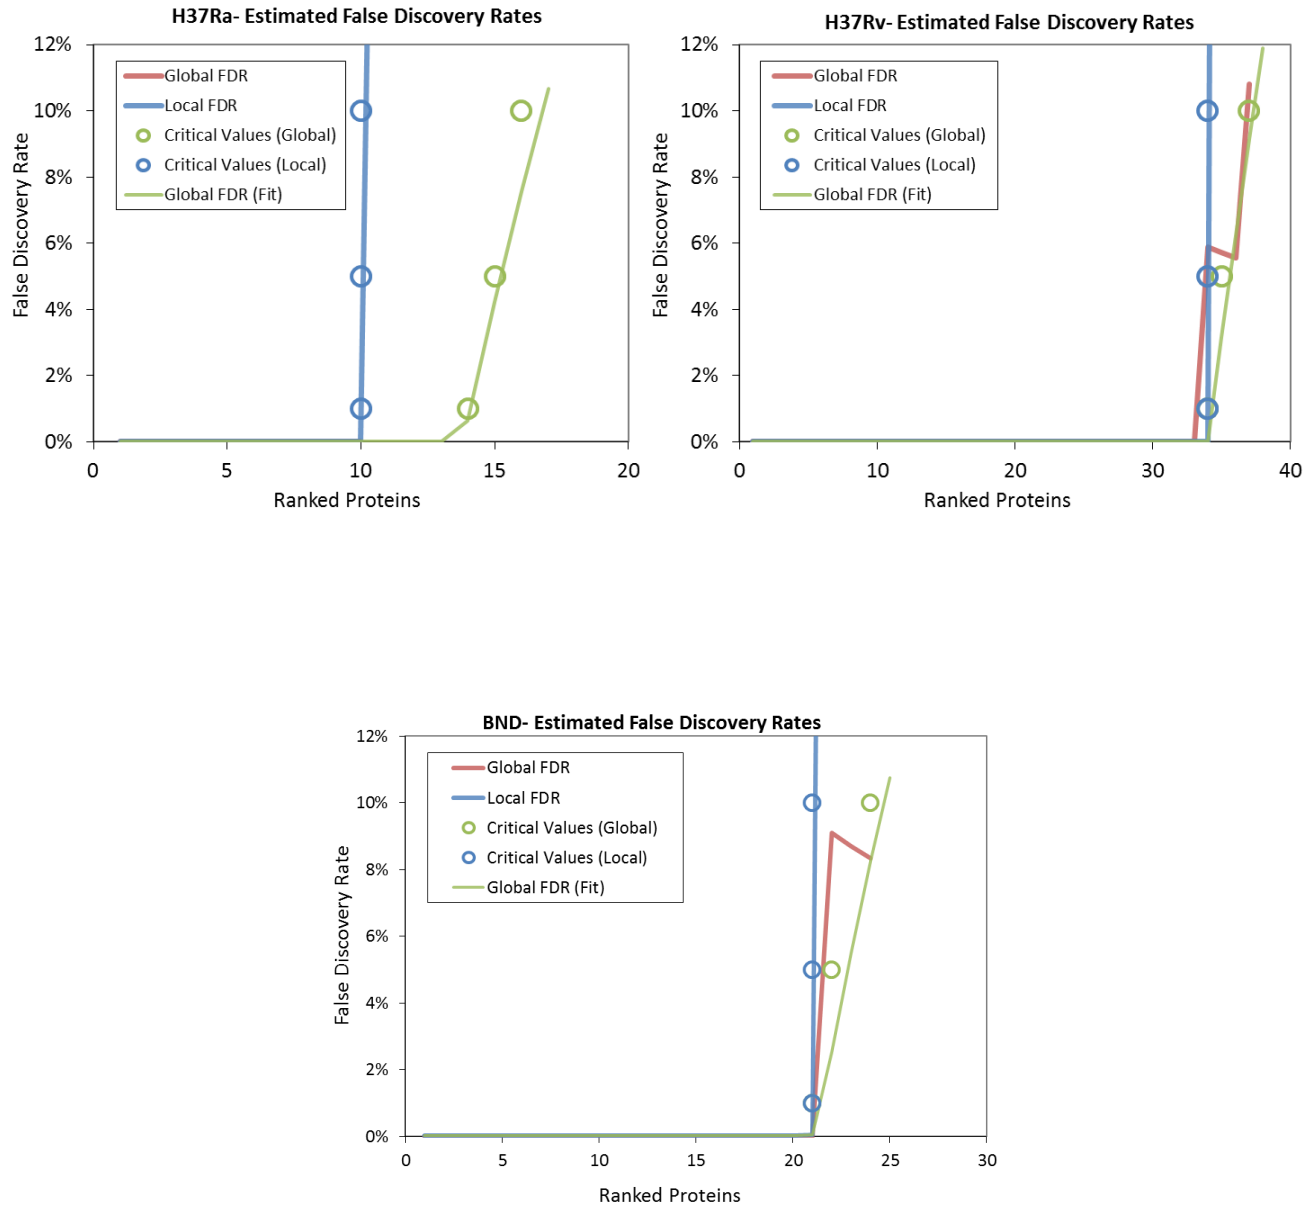 H37Ra- Estimated False Discovery Rates
12%
10%
8%
6%
4%
2%
0%
False Discovery Rate
Global FDR
Local FDR
Critical Values (Global)
Critical Values (Local)
Global FDR (Fit)
0 5 10 15 20
Ranked Proteins
H37Rv- Estimated False Discovery Rates
12%
10%
8%
6%
4%
2%
0%
False Discovery Rate
Global FDR
Local FDR
Critical Values (Global)
Critical Values (Local)
Global FDR (Fit)
0 10 20 30 40
Ranked Proteins
BND- Estimated False Discovery Rates
12%
10%
8%
6%
4%
2%
0%
False Discovery Rate
Global FDR
Local FDR
Critical Values (Global)
Critical Values (Local)
Global FDR (Fit)
0 5 10 15 20 25 30
Ranked Proteins